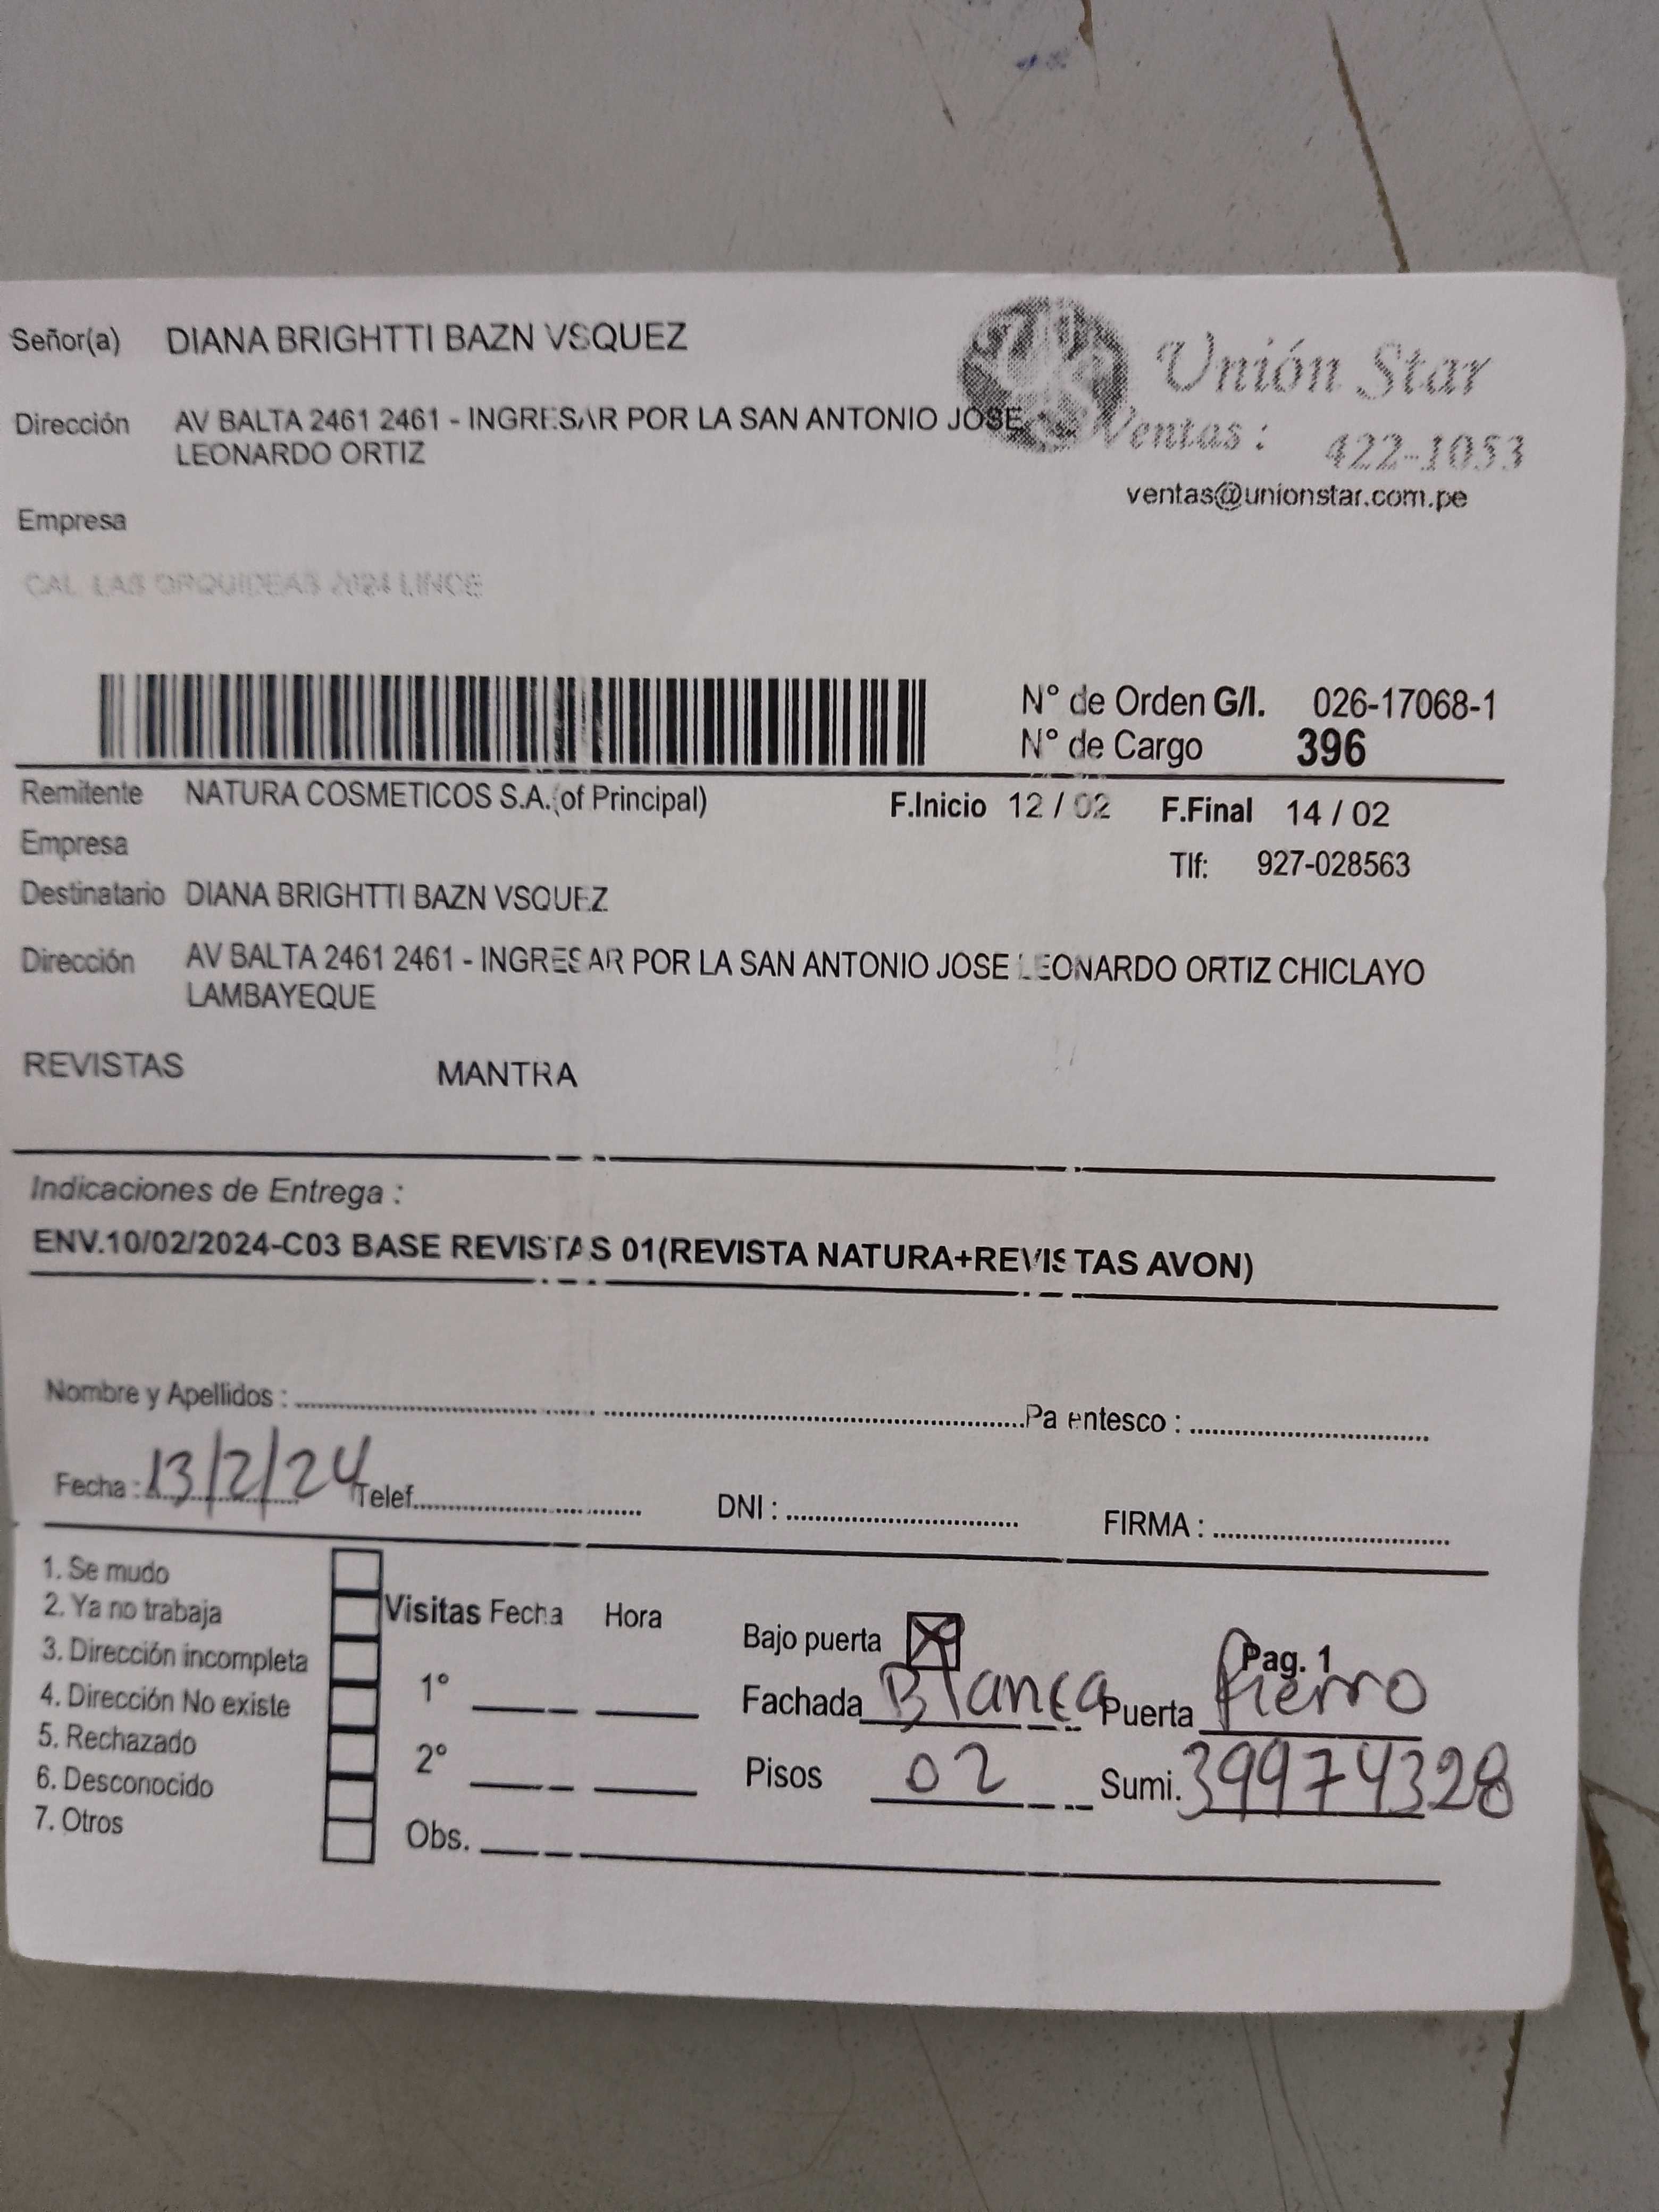 Señor(a) DIANA BRIGHTTI BAZN VSQUEZ
Unión Star
Dirección AV BALTA 2461 2461 - INGRESAR POR LA SAN ANTONIO JOSE
LEONARDO ORTIZ
Ventas : 422-1053
ventas@unionstar.com.pe
Empresa
CAL LAS ORQUIDEAS 2024 LINCE
N° de Orden G/I. 026-17068-1
N° de Cargo 396
Remitente NATURA COSMETICOS S.A.(of Principal) F.Inicio 12 / 02 F.Final 14 / 02
Empresa
Tlf: 927-028563
Destinatario DIANA BRIGHTTI BAZN VSQUEZ
Dirección AV BALTA 2461 2461 - INGRESAR POR LA SAN ANTONIO JOSE LEONARDO ORTIZ CHICLAYO
LAMBAYEQUE
REVISTAS MANTRA
Indicaciones de Entrega :
ENV.10/02/2024-C03 BASE REVISTAS 01(REVISTA NATURA+REVISTAS AVON)
Nombre y Apellidos : Pa entesco :
Fecha : 13/2/24 Telef. DNI : FIRMA :
1. Se mudo
2. Ya no trabaja
3. Dirección incompleta
4. Dirección No existe
5. Rechazado
6. Desconocido
7. Otros
Visitas Fecha Hora
1°
2°
Obs.
Bajo puerta Pag. 1
Fachada Blanca Puerta Fierro
Pisos 02 Sumi. 39974328